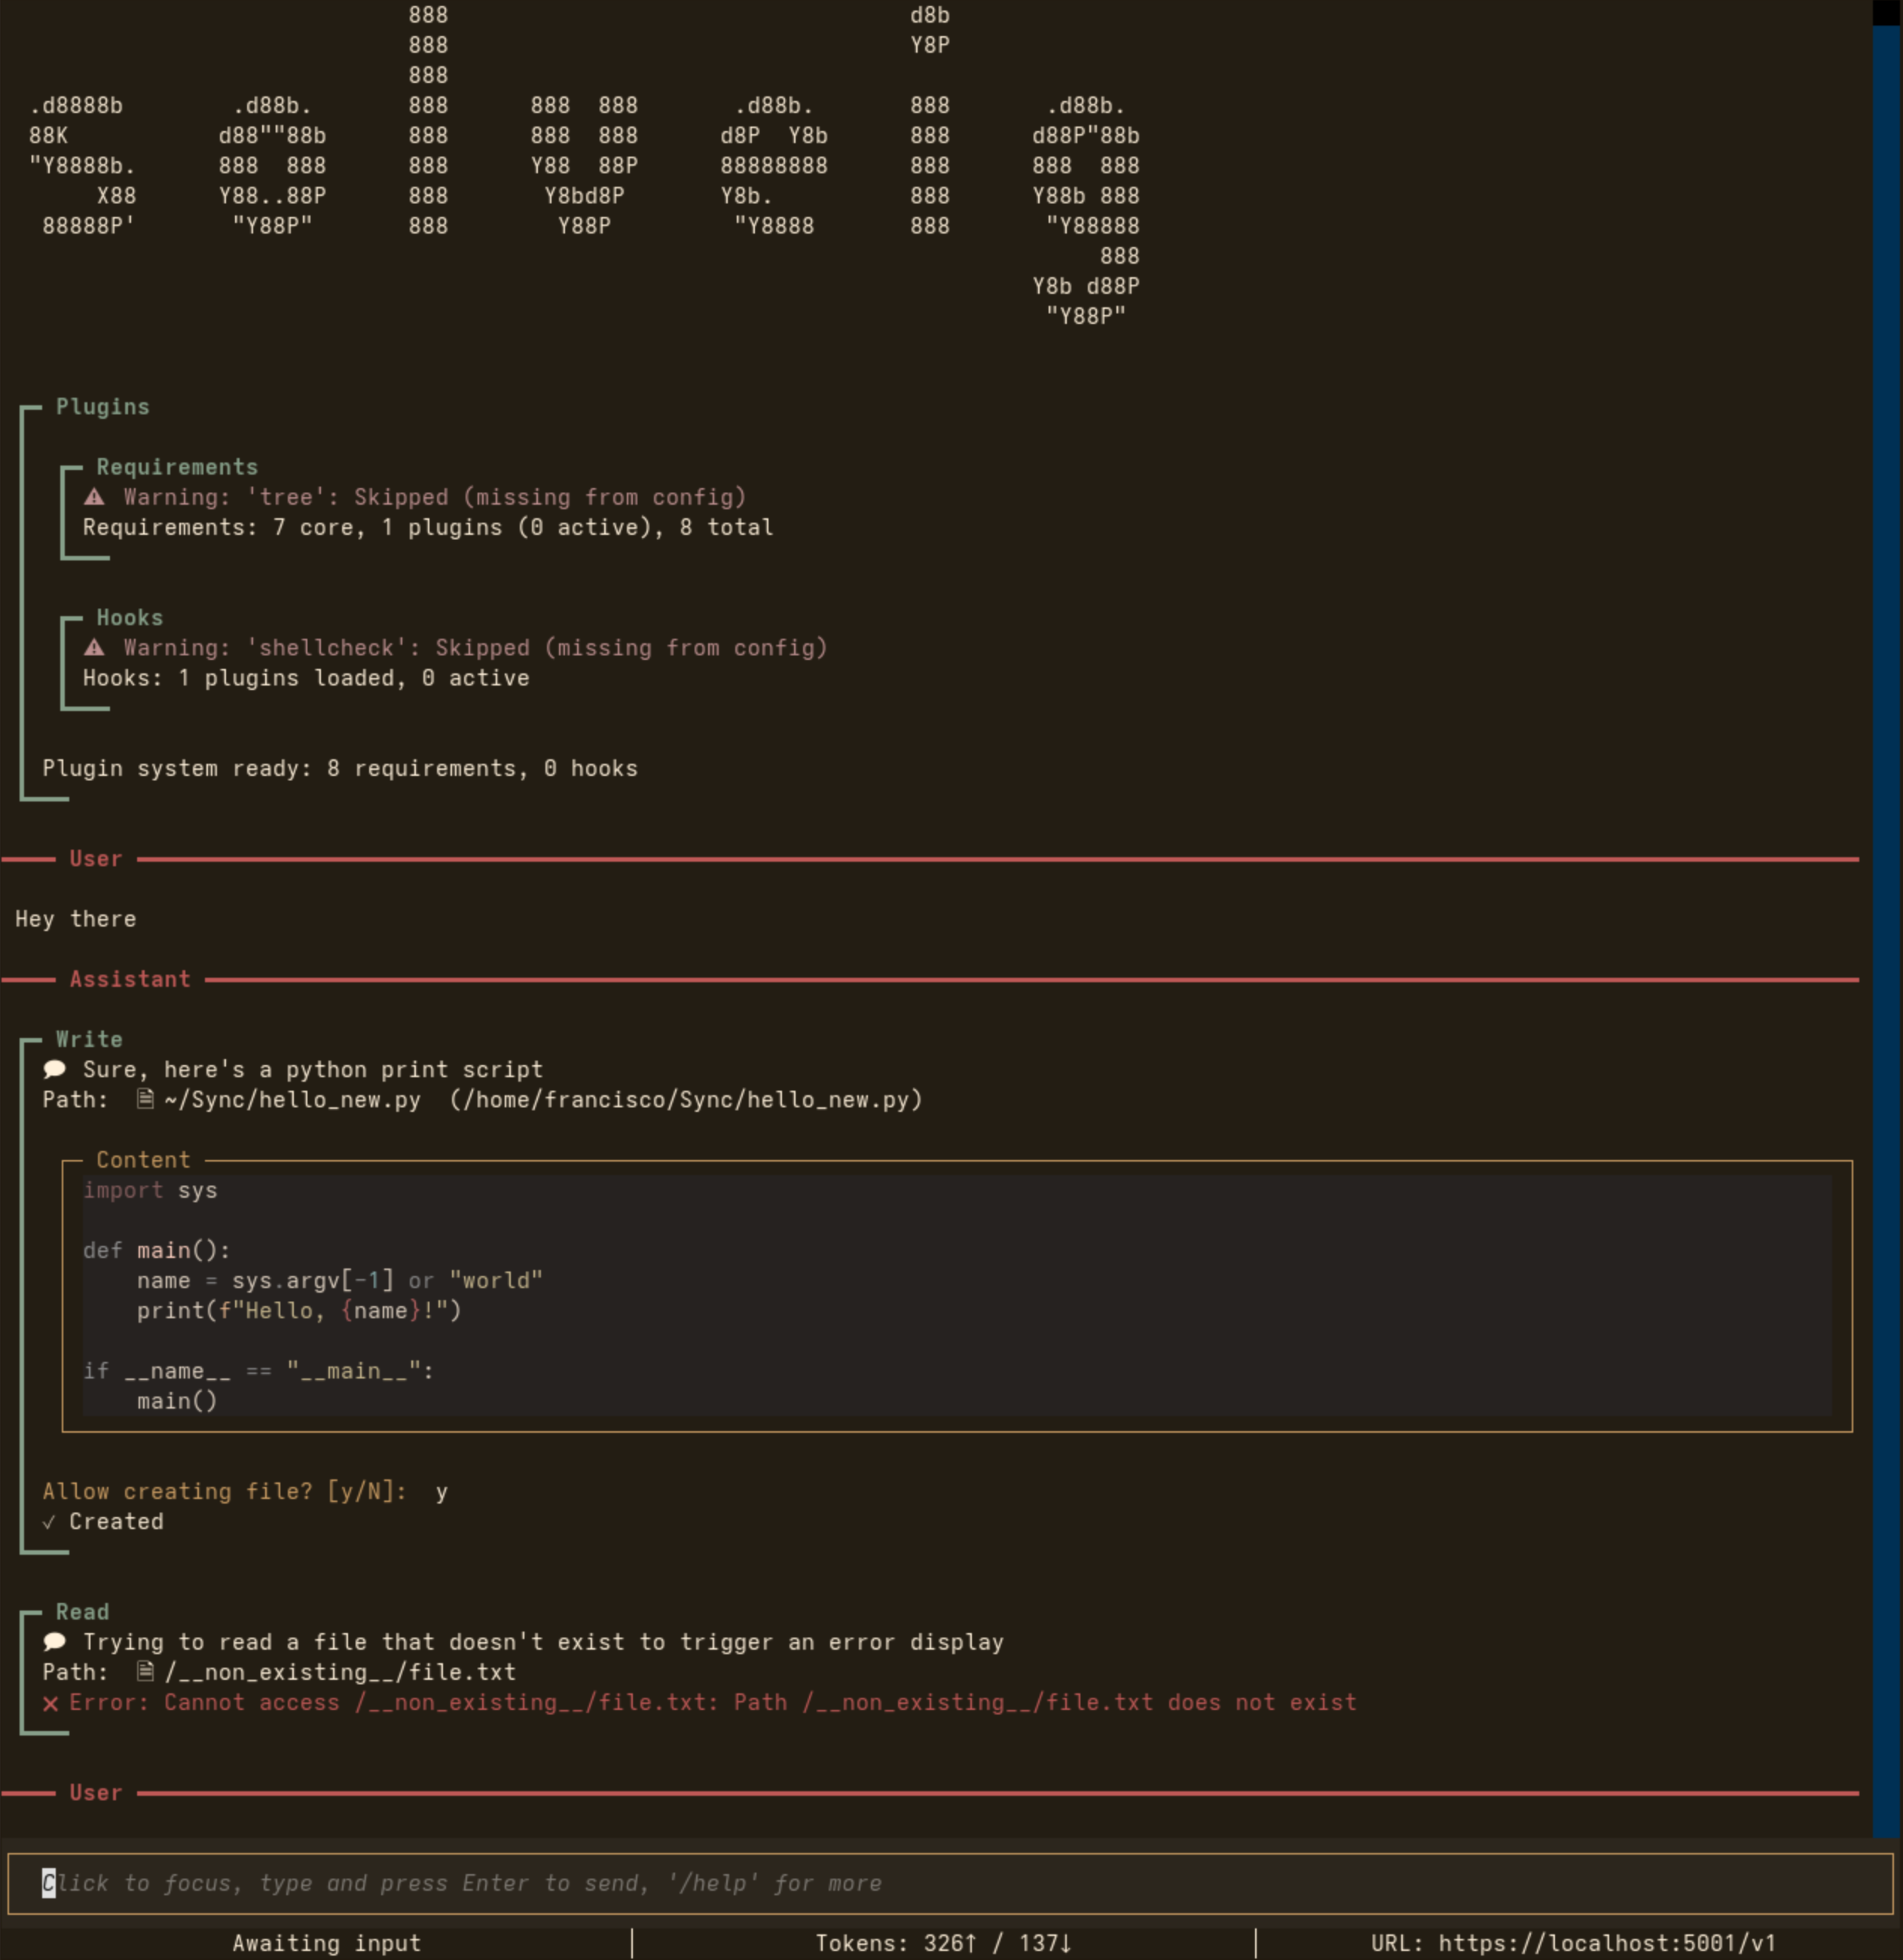 888                                  d8b
                              888                                  Y8P
                              888
  .d8888b        .d88b.       888      888  888       .d88b.       888       .d88b.
  88K           d88""88b      888      888  888      d8P  Y8b      888      d88P"88b
  "Y8888b.      888  888      888      Y88  88P      88888888      888      888  888
       X88      Y88..88P      888       Y8bd8P       Y8b.          888      Y88b 888
   88888P'       "Y88P"       888        Y88P         "Y8888       888       "Y88888
                                                                                 888
                                                                            Y8b d88P
                                                                             "Y88P"
Plugins
Requirements
⚠ Warning: 'tree': Skipped (missing from config)
Requirements: 7 core, 1 plugins (0 active), 8 total
Hooks
⚠ Warning: 'shellcheck': Skipped (missing from config)
Hooks: 1 plugins loaded, 0 active
Plugin system ready: 8 requirements, 0 hooks
User
Hey there
Assistant
Write
💬 Sure, here's a python print script
Path: 🗎 ~/Sync/hello_new.py (/home/francisco/Sync/hello_new.py)
Content
import sys
def main():
    name = sys.argv[-1] or "world"
    print(f"Hello, {name}!")
if __name__ == "__main__":
    main()
Allow creating file? [y/N]: y
✓ Created
Read
💬 Trying to read a file that doesn't exist to trigger an error display
Path: 🗎 /__non_existing__/file.txt
✕ Error: Cannot access /__non_existing__/file.txt: Path /__non_existing__/file.txt does not exist
User
Click to focus, type and press Enter to send, '/help' for more
Awaiting input │ Tokens: 326↑ / 137↓ │ URL: https://localhost:5001/v1